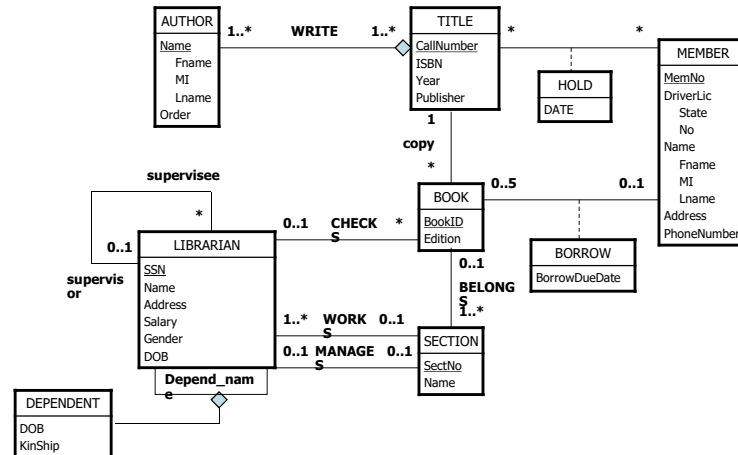 AUTHOR
Name
Fname
MI
Lname
Order
1..* WRITE 1..*
TITLE
CallNumber
ISBN
Year
Publisher
* *
HOLD
DATE
MEMBER
MemNo
DriverLic
State
No
Name
Fname
MI
Lname
Address
PhoneNumber
1
copy
*
supervisee
*
0..1
supervis
or
LIBRARIAN
SSN
Name
Address
Salary
Gender
DOB
0..1 CHECK *
S
BOOK
BookID
Edition
0..5 0..1
BORROW
BorrowDueDate
0..1
BELONG
S
1..*
1..* WORK 0..1
S
0..1 MANAGE 0..1
S
SECTION
SectNo
Name
Depend_nam
e
DEPENDENT
DOB
KinShip